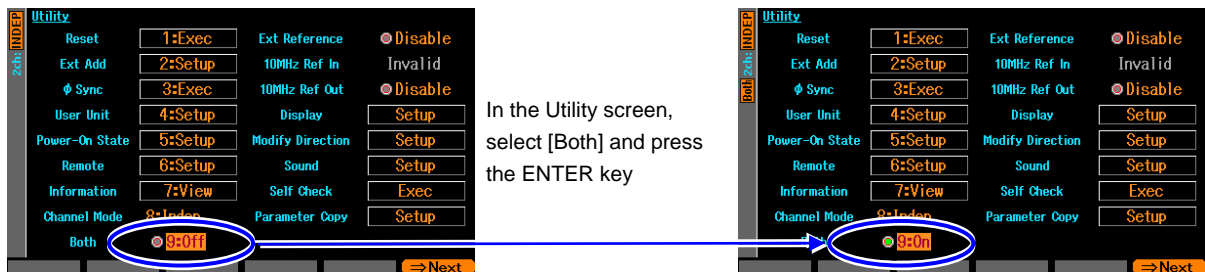 2ch: INDEP
Utility
Reset 1:Exec Ext Reference Disable
Ext Add 2:Setup 10MHz Ref In Invalid
ϕ Sync 3:Exec 10MHz Ref Out Disable
User Unit 4:Setup Display Setup
Power-On State 5:Setup Modify Direction Setup
Remote 6:Setup Sound Setup
Information 7:View Self Check Exec
Channel Mode 8:Indep Parameter Copy Setup
Both 9:Off
⇒Next
In the Utility screen,
select [Both] and press
the ENTER key
Both 2ch: INDEP
Utility
Reset 1:Exec Ext Reference Disable
Ext Add 2:Setup 10MHz Ref In Invalid
ϕ Sync 3:Exec 10MHz Ref Out Disable
User Unit 4:Setup Display Setup
Power-On State 5:Setup Modify Direction Setup
Remote 6:Setup Sound Setup
Information 7:View Self Check Exec
Channel Mode 8:Indep Parameter Copy Setup
9:On
⇒Next